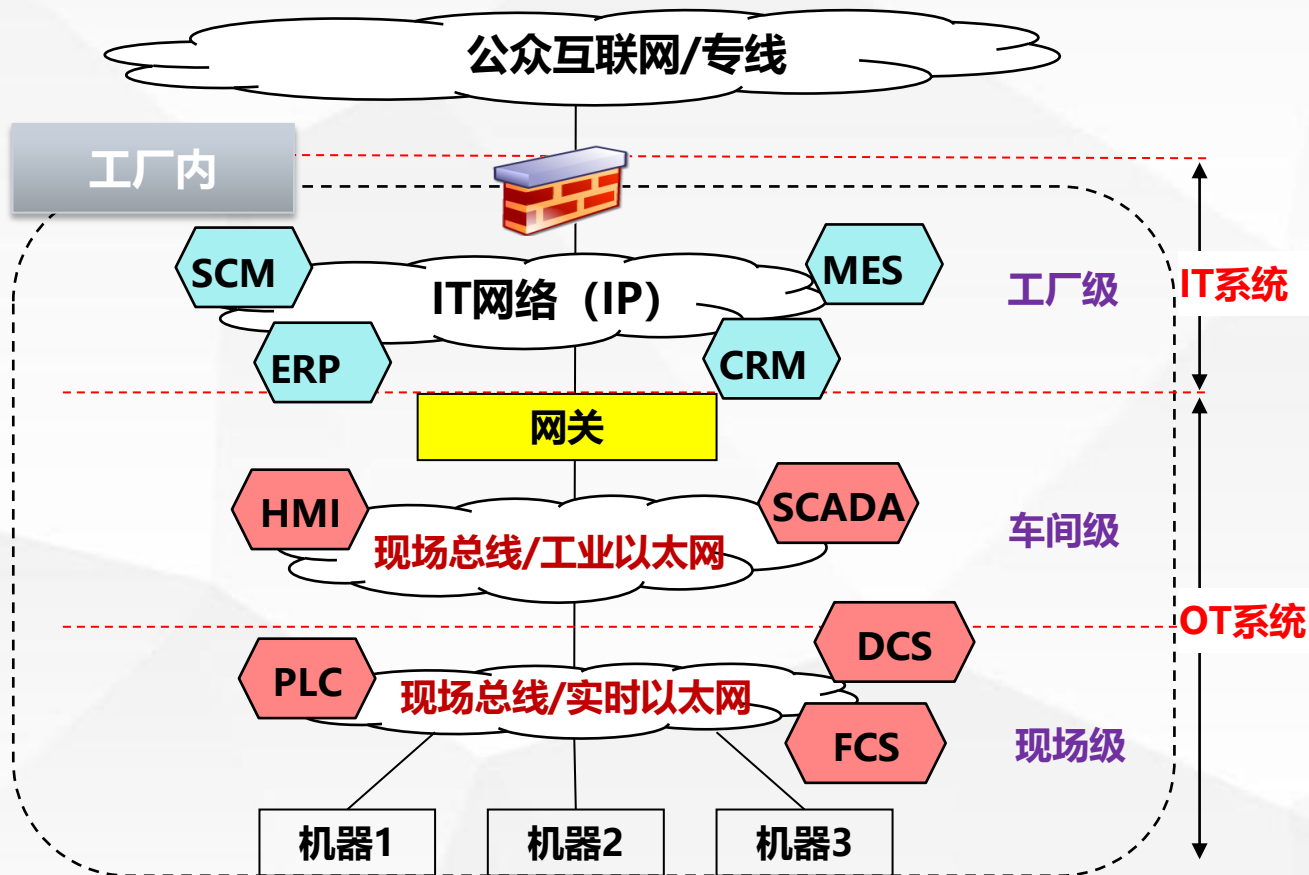 公众互联网/专线
工厂内
SCM
MES
IT网络（IP）
工厂级
IT系统
ERP
CRM
网关
HMI
SCADA
现场总线/工业以太网
车间级
OT系统
DCS
PLC
现场总线/实时以太网
FCS
现场级
机器1
机器2
机器3